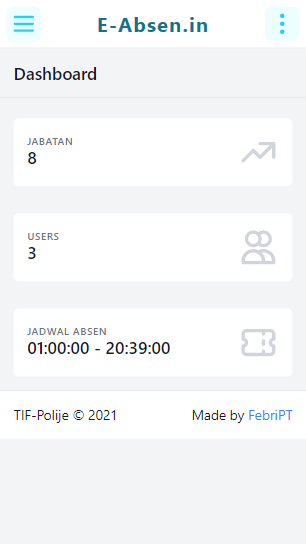 E-Absen.in
Dashboard
JABATAN
8
USERS
3
JADWAL ABSEN
01:00:00 - 20:39:00
TIF-Polije © 2021 Made by FebriPT